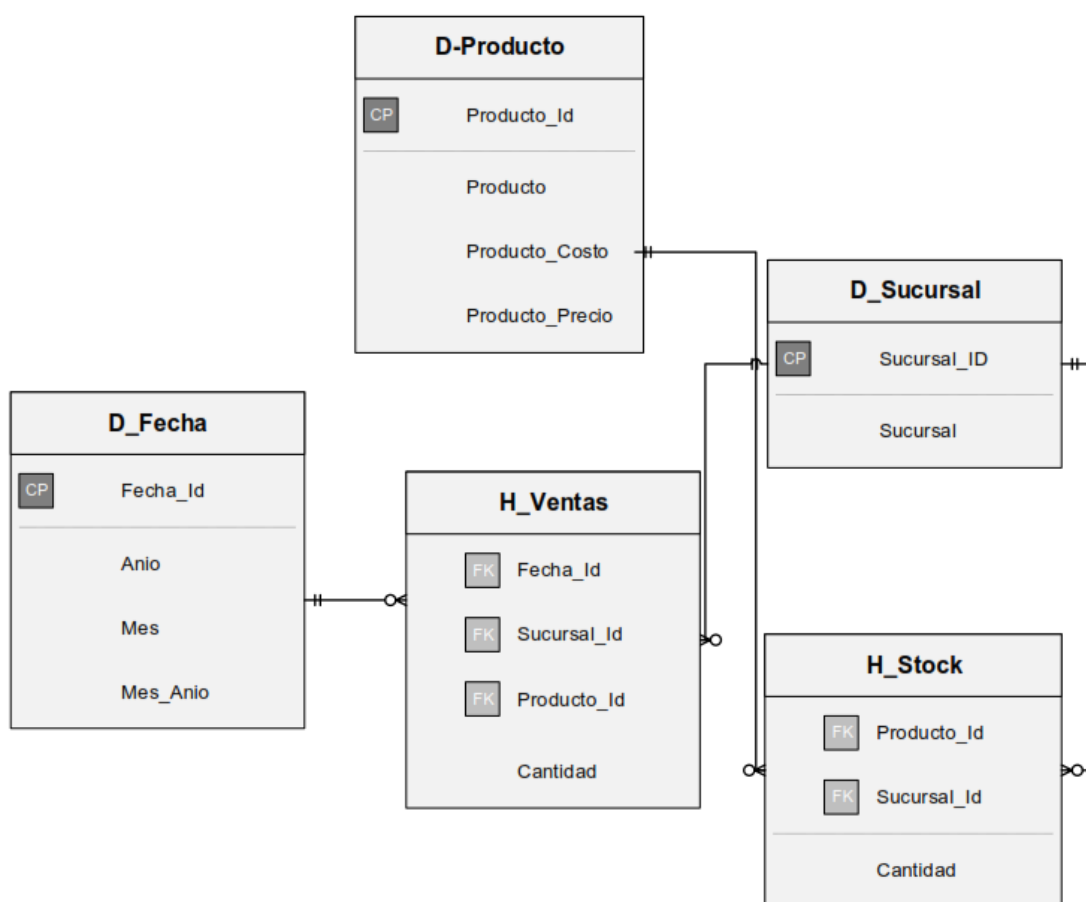 D-Producto
CP Producto_Id
Producto
Producto_Costo
Producto_Precio
D_Sucursal
CP Sucursal_ID
Sucursal
D_Fecha
CP Fecha_Id
Anio
Mes
Mes_Anio
H_Ventas
FK Fecha_Id
FK Sucursal_Id
FK Producto_Id
Cantidad
H_Stock
FK Producto_Id
FK Sucursal_Id
Cantidad